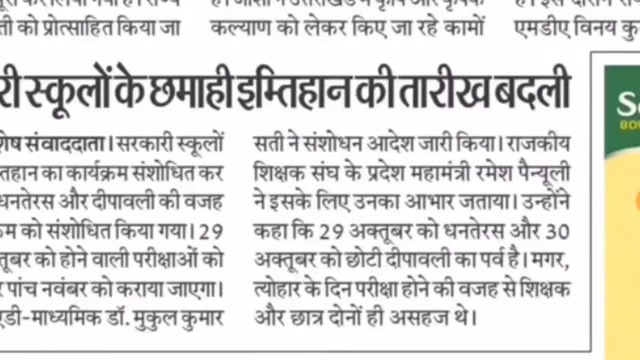 को प्रोत्साहित किया जा
कल्याण को लेकर किए जा रहे कामों
एमडीए विनय कु
री स्कूलों के छमाही इम्तिहान की तारीख बदली
शेष संवाददाता। सरकारी स्कूलों
तहान का कार्यक्रम संशोधित कर
धनतेरस और दीपावली की वजह
म को संशोधित किया गया। 29
तूबर को होने वाली परीक्षाओं को
र पांच नवंबर को कराया जाएगा।
एडी-माध्यमिक डॉ. मुकुल कुमार
सती ने संशोधन आदेश जारी किया। राजकीय
शिक्षक संघ के प्रदेश महामंत्री रमेश पैन्यूली
ने इसके लिए उनका आभार जताया। उन्होंने
कहा कि 29 अक्तूबर को धनतेरस और 30
अक्तूबर को छोटी दीपावली का पर्व है। मगर,
त्योहार के दिन परीक्षा होने की वजह से शिक्षक
और छात्र दोनों ही असहज थे।